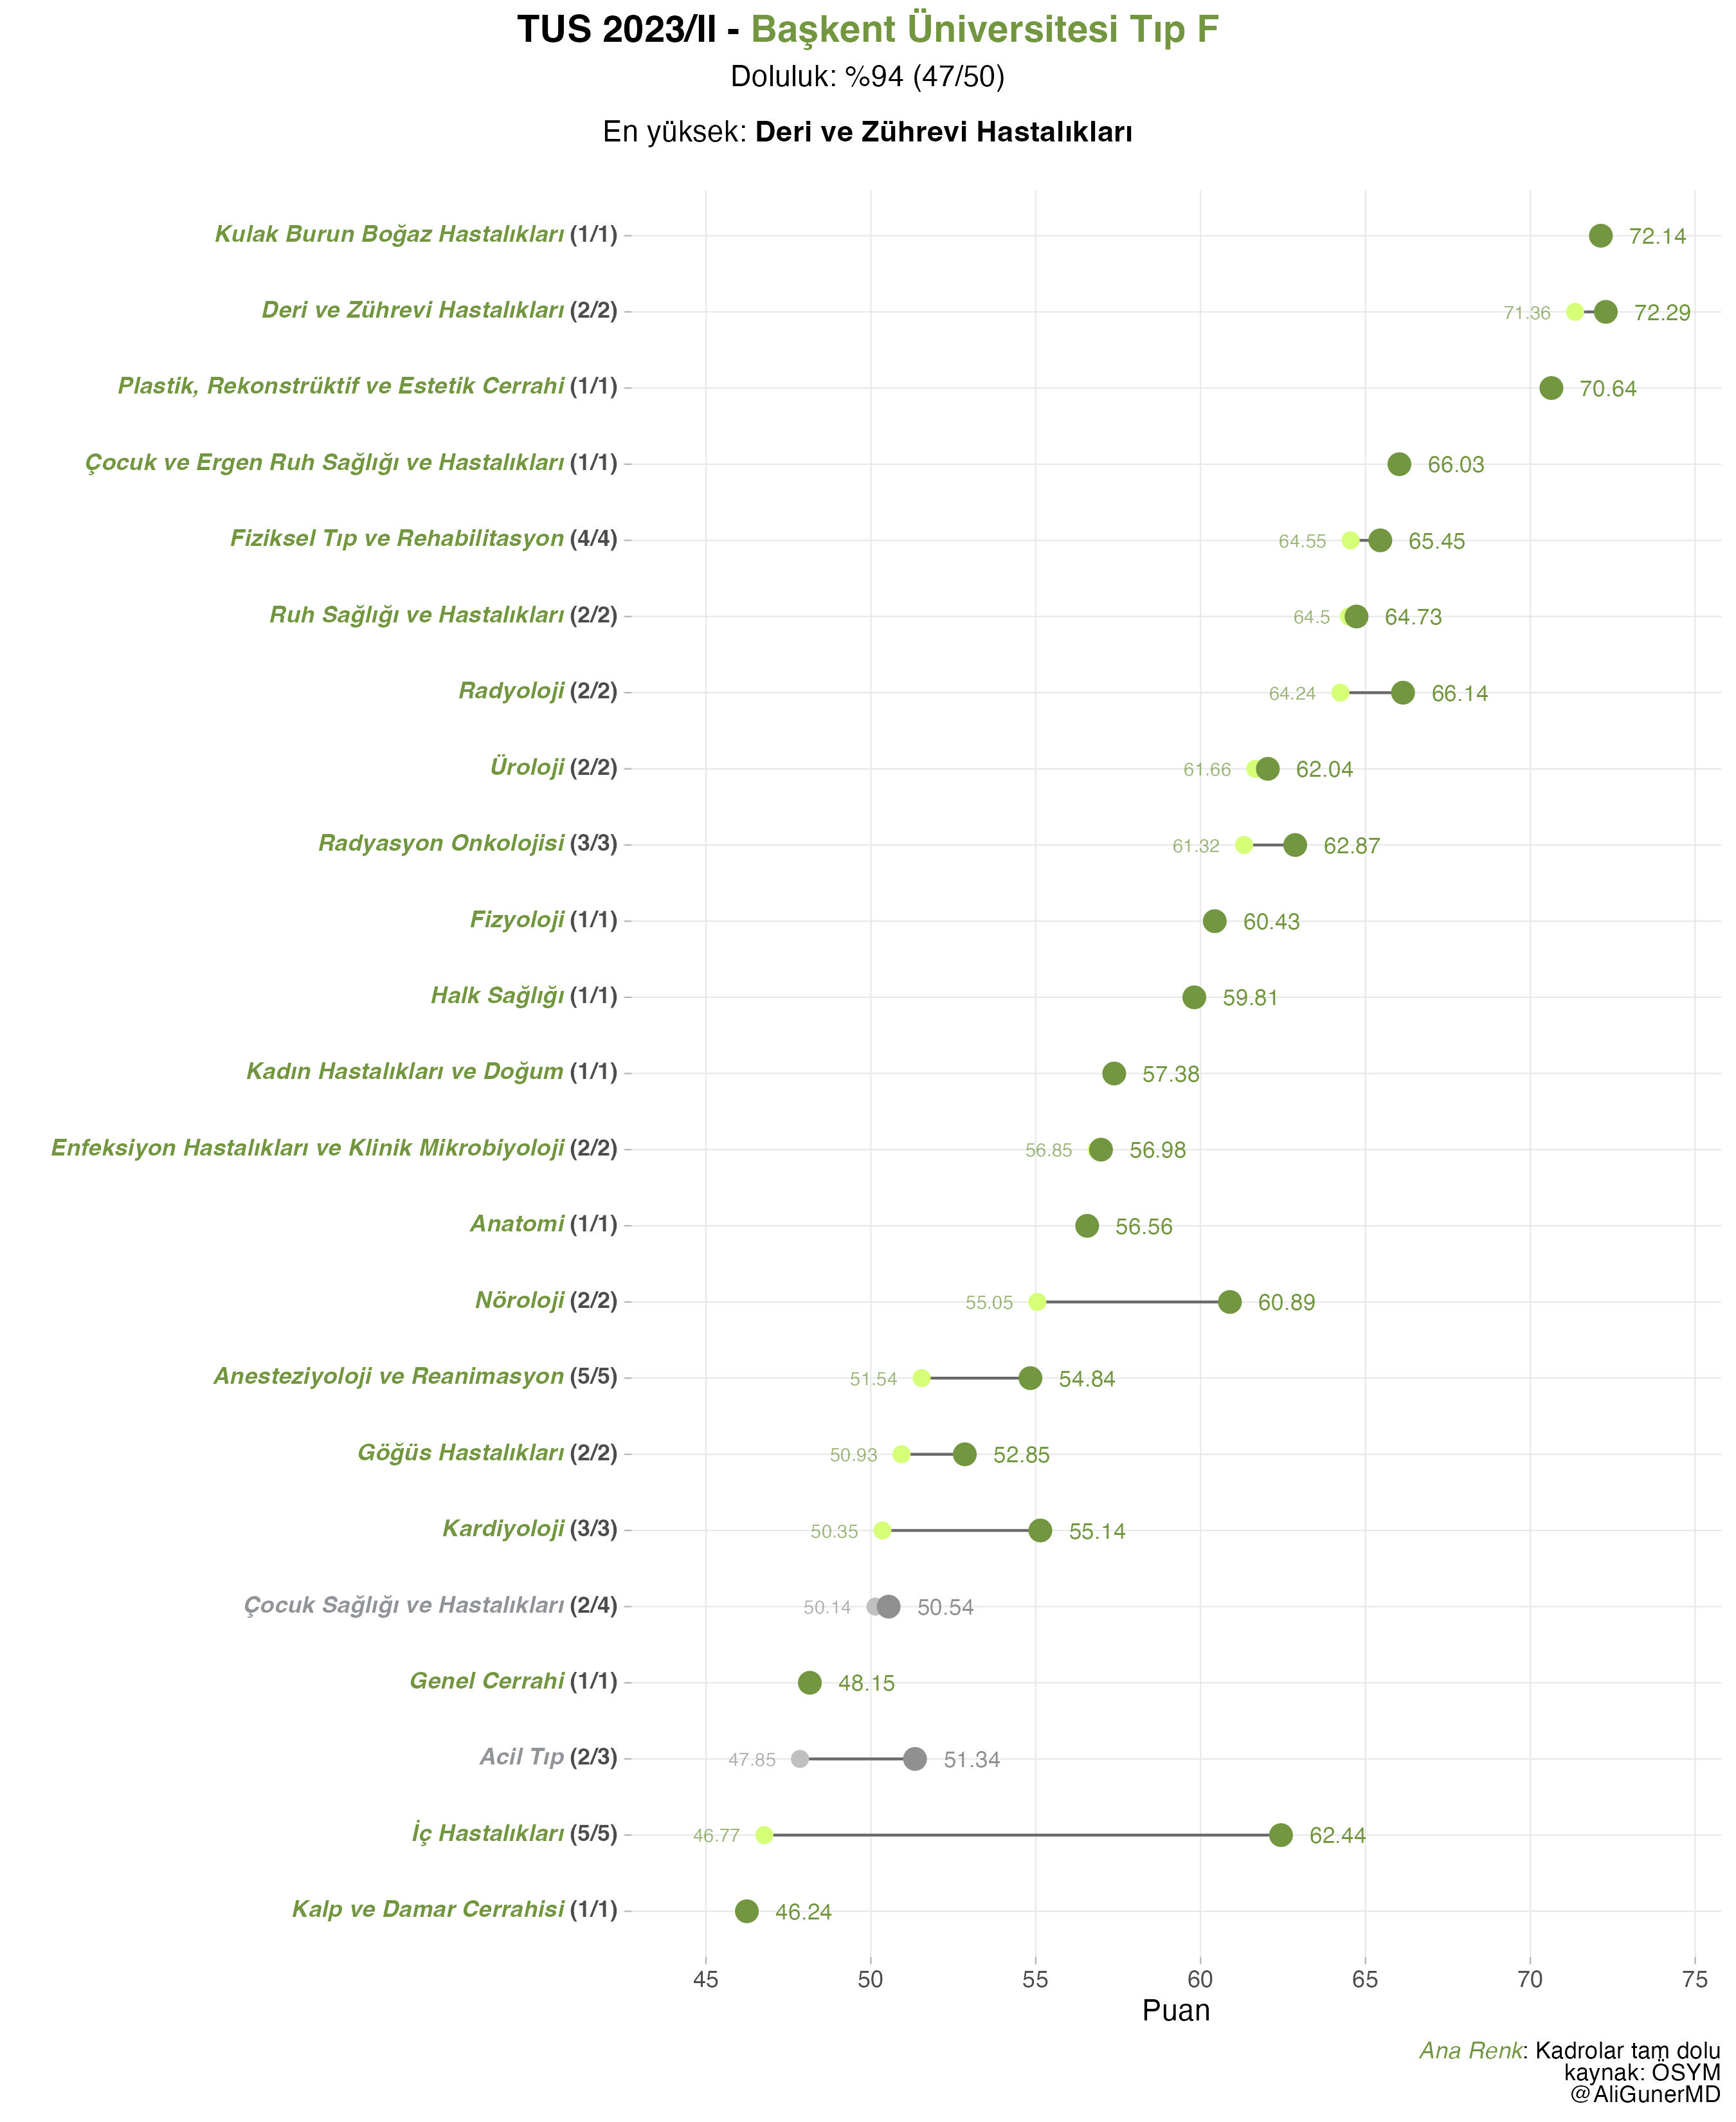 TUS 2023/II - Başkent Üniversitesi Tıp F
Doluluk: %94 (47/50)
En yüksek: Deri ve Zührevi Hastalıkları
Kulak Burun Boğaz Hastalıkları (1/1) 72.14
Deri ve Zührevi Hastalıkları (2/2) 71.36 72.29
Plastik, Rekonstrüktif ve Estetik Cerrahi (1/1) 70.64
Çocuk ve Ergen Ruh Sağlığı ve Hastalıkları (1/1) 66.03
Fiziksel Tıp ve Rehabilitasyon (4/4) 64.55 65.45
Ruh Sağlığı ve Hastalıkları (2/2) 64.5 64.73
Radyoloji (2/2) 64.24 66.14
Üroloji (2/2) 61.66 62.04
Radyasyon Onkolojisi (3/3) 61.32 62.87
Fizyoloji (1/1) 60.43
Halk Sağlığı (1/1) 59.81
Kadın Hastalıkları ve Doğum (1/1) 57.38
Enfeksiyon Hastalıkları ve Klinik Mikrobiyoloji (2/2) 56.85 56.98
Anatomi (1/1) 56.56
Nöroloji (2/2) 55.05 60.89
Anesteziyoloji ve Reanimasyon (5/5) 51.54 54.84
Göğüs Hastalıkları (2/2) 50.93 52.85
Kardiyoloji (3/3) 50.35 55.14
Çocuk Sağlığı ve Hastalıkları (2/4) 50.14 50.54
Genel Cerrahi (1/1) 48.15
Acil Tıp (2/3) 47.85 51.34
İç Hastalıkları (5/5) 46.77 62.44
Kalp ve Damar Cerrahisi (1/1) 46.24
45 50 55 60 65 70 75
Puan
Ana Renk: Kadrolar tam dolu
kaynak: ÖSYM
@AliGunerMD